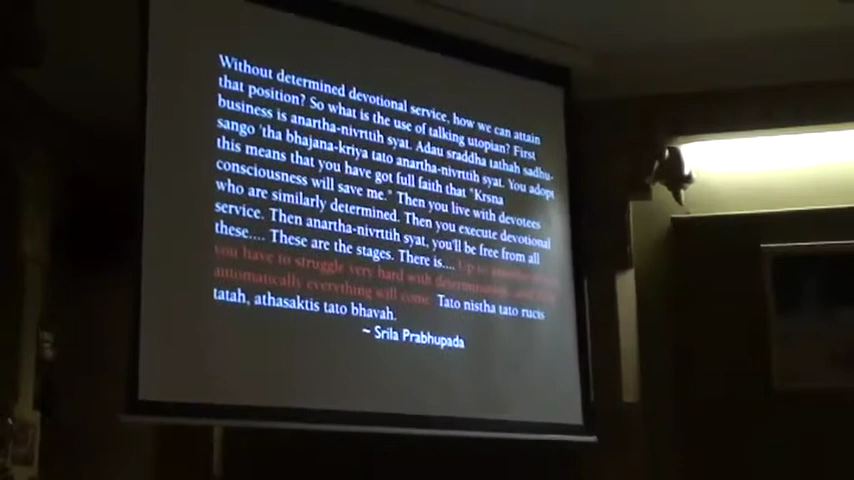 Without determined devotional service, how we can attain
that position? So what is the use of talking utopian? First
business is anartha-nivrttih syat. Adau sraddha tathah sadhu-
sango 'tha bhajana-kriya tato anartha-nivrttih syat. You adopt
this means that you have got full faith that "Krsna
consciousness will save me." Then you live with devotees
who are similarly determined. Then you execute devotional
service. Then anartha-nivrttih syat, you'll be free from all
these.... These are the stages. There is.... Up to
you have to struggle very hard with determination
automatically everything will come. Tato nistha tato rucis
tatah, athasaktis tato bhavah.
~ Srila Prabhupada